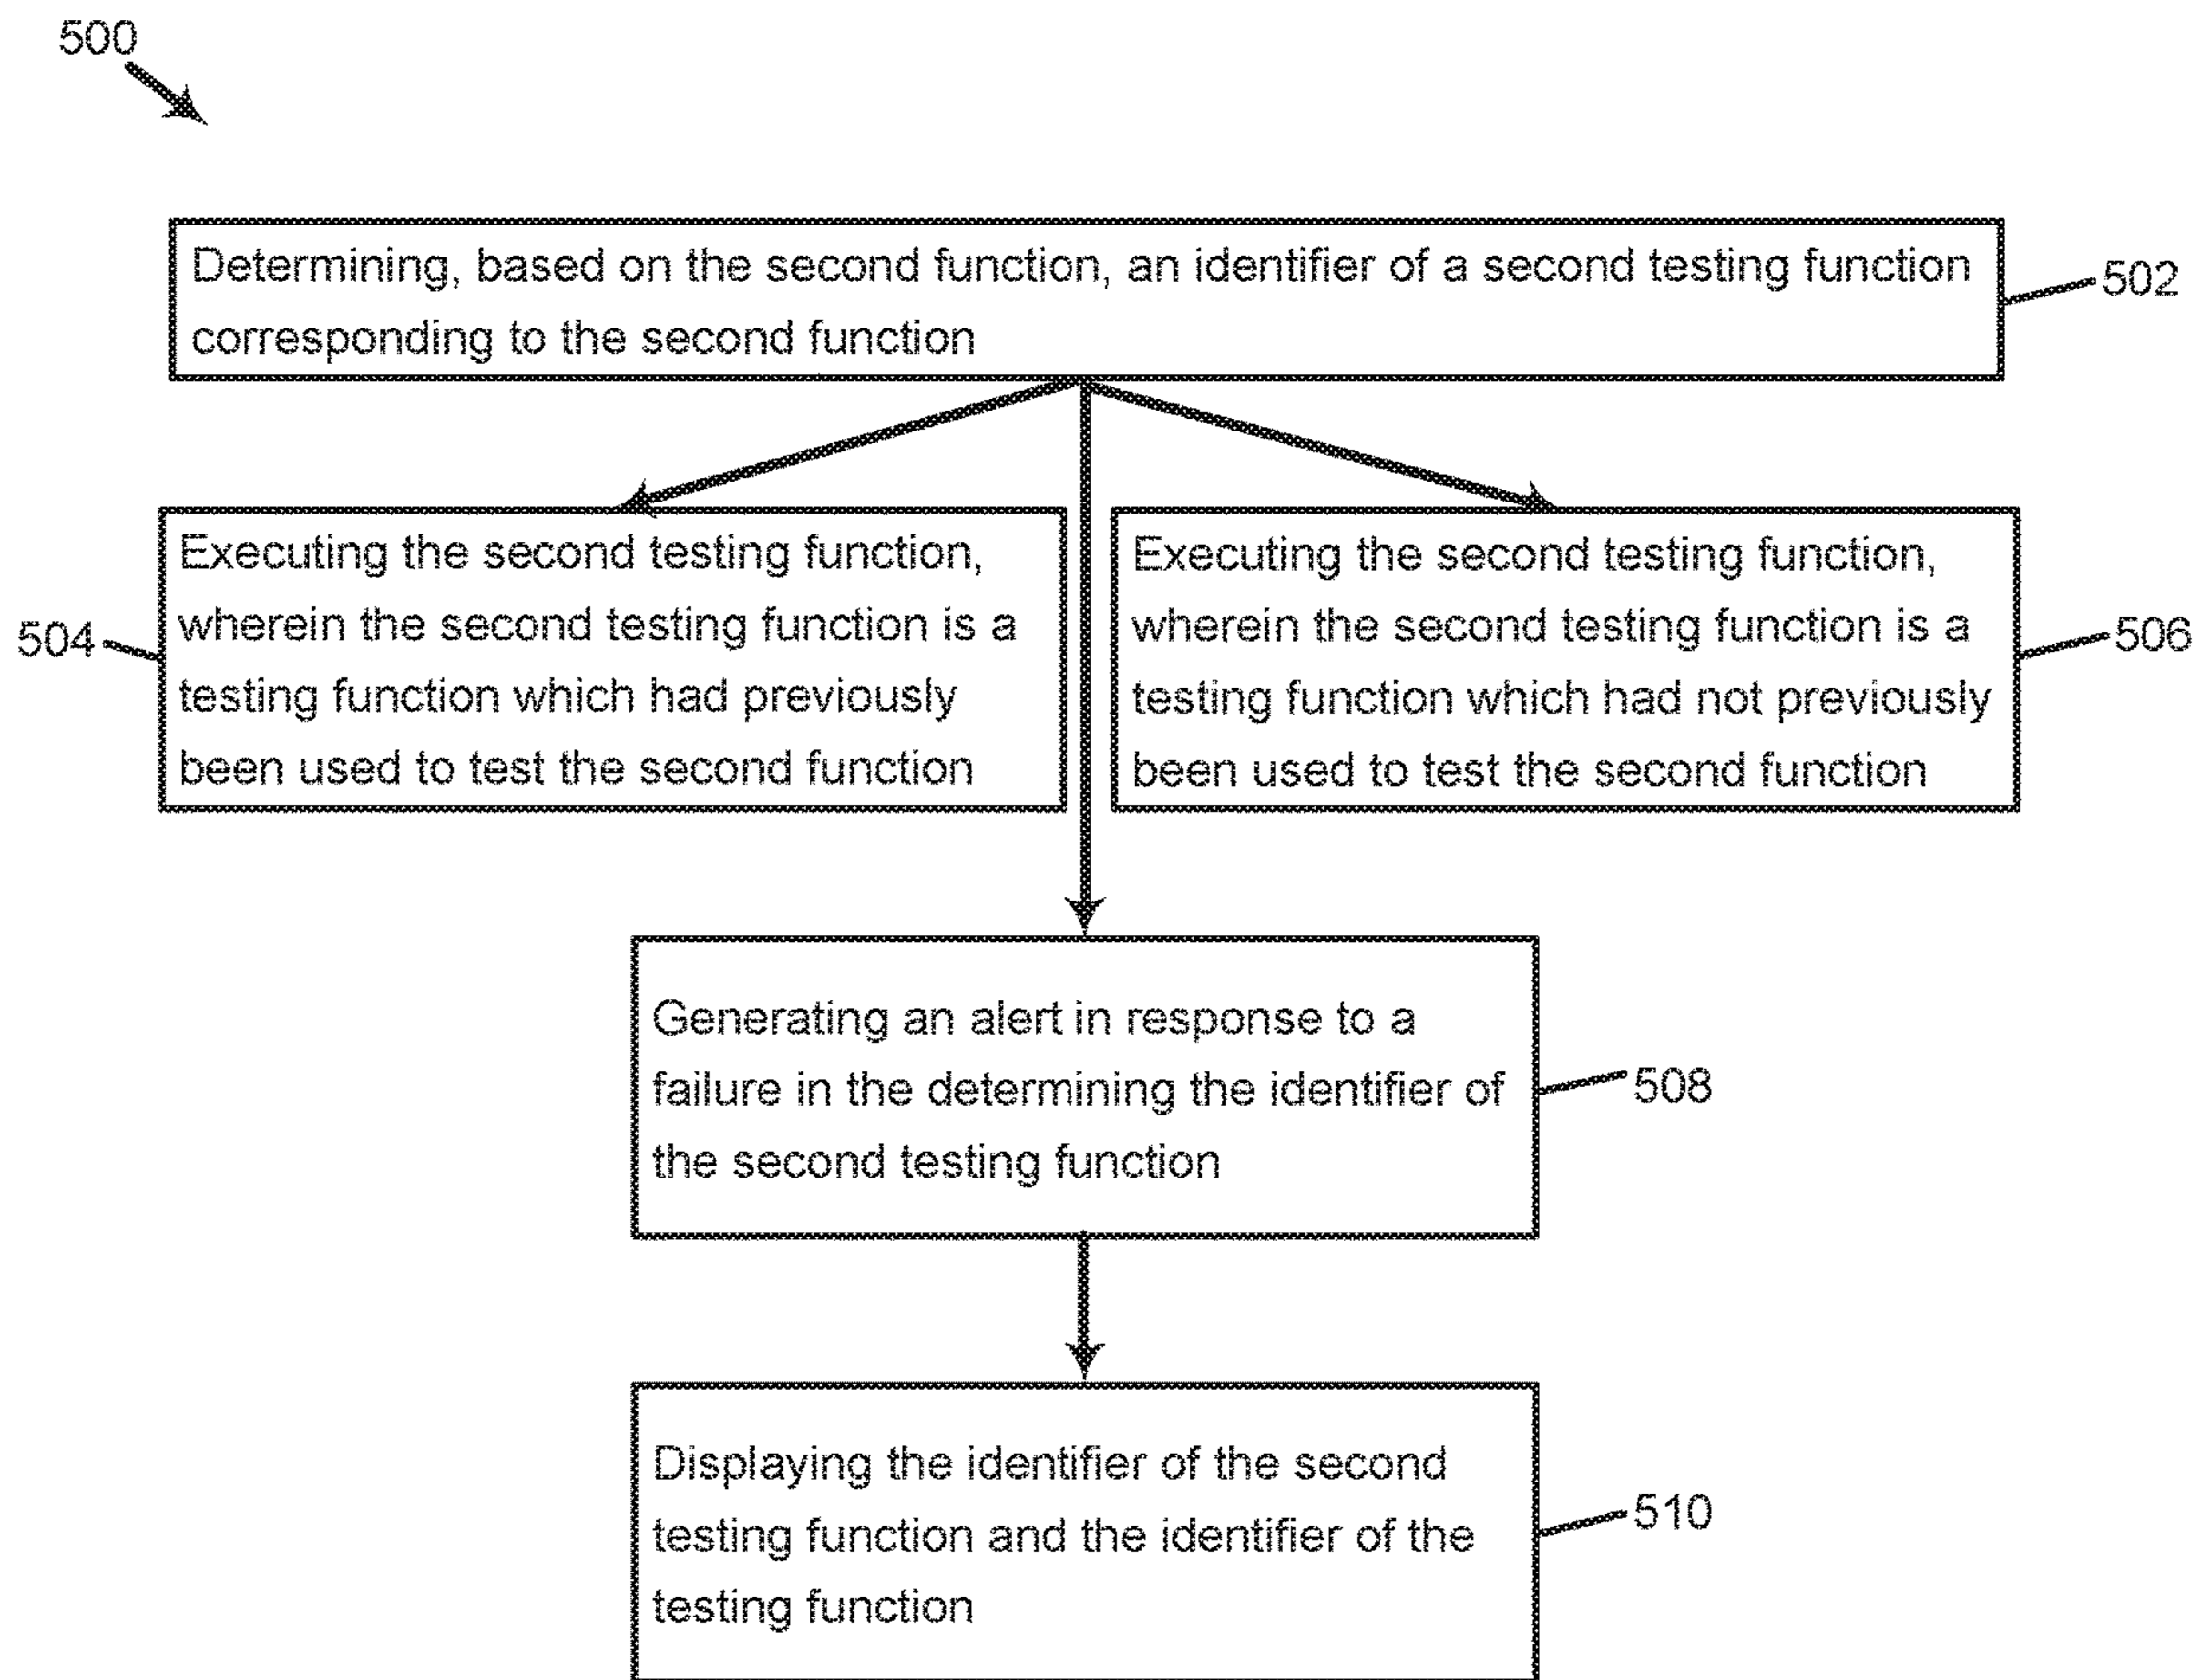 500
Determining, based on the second function, an identifier of a second testing function
corresponding to the second function
502
Executing the second testing function,
wherein the second testing function is a
testing function which had previously
been used to test the second function
504
Executing the second testing function,
wherein the second testing function is a
testing function which had not previously
been used to test the second function
506
Generating an alert in response to a
failure in the determining the identifier of
the second testing function
508
Displaying the identifier of the second
testing function and the identifier of the
testing function
510